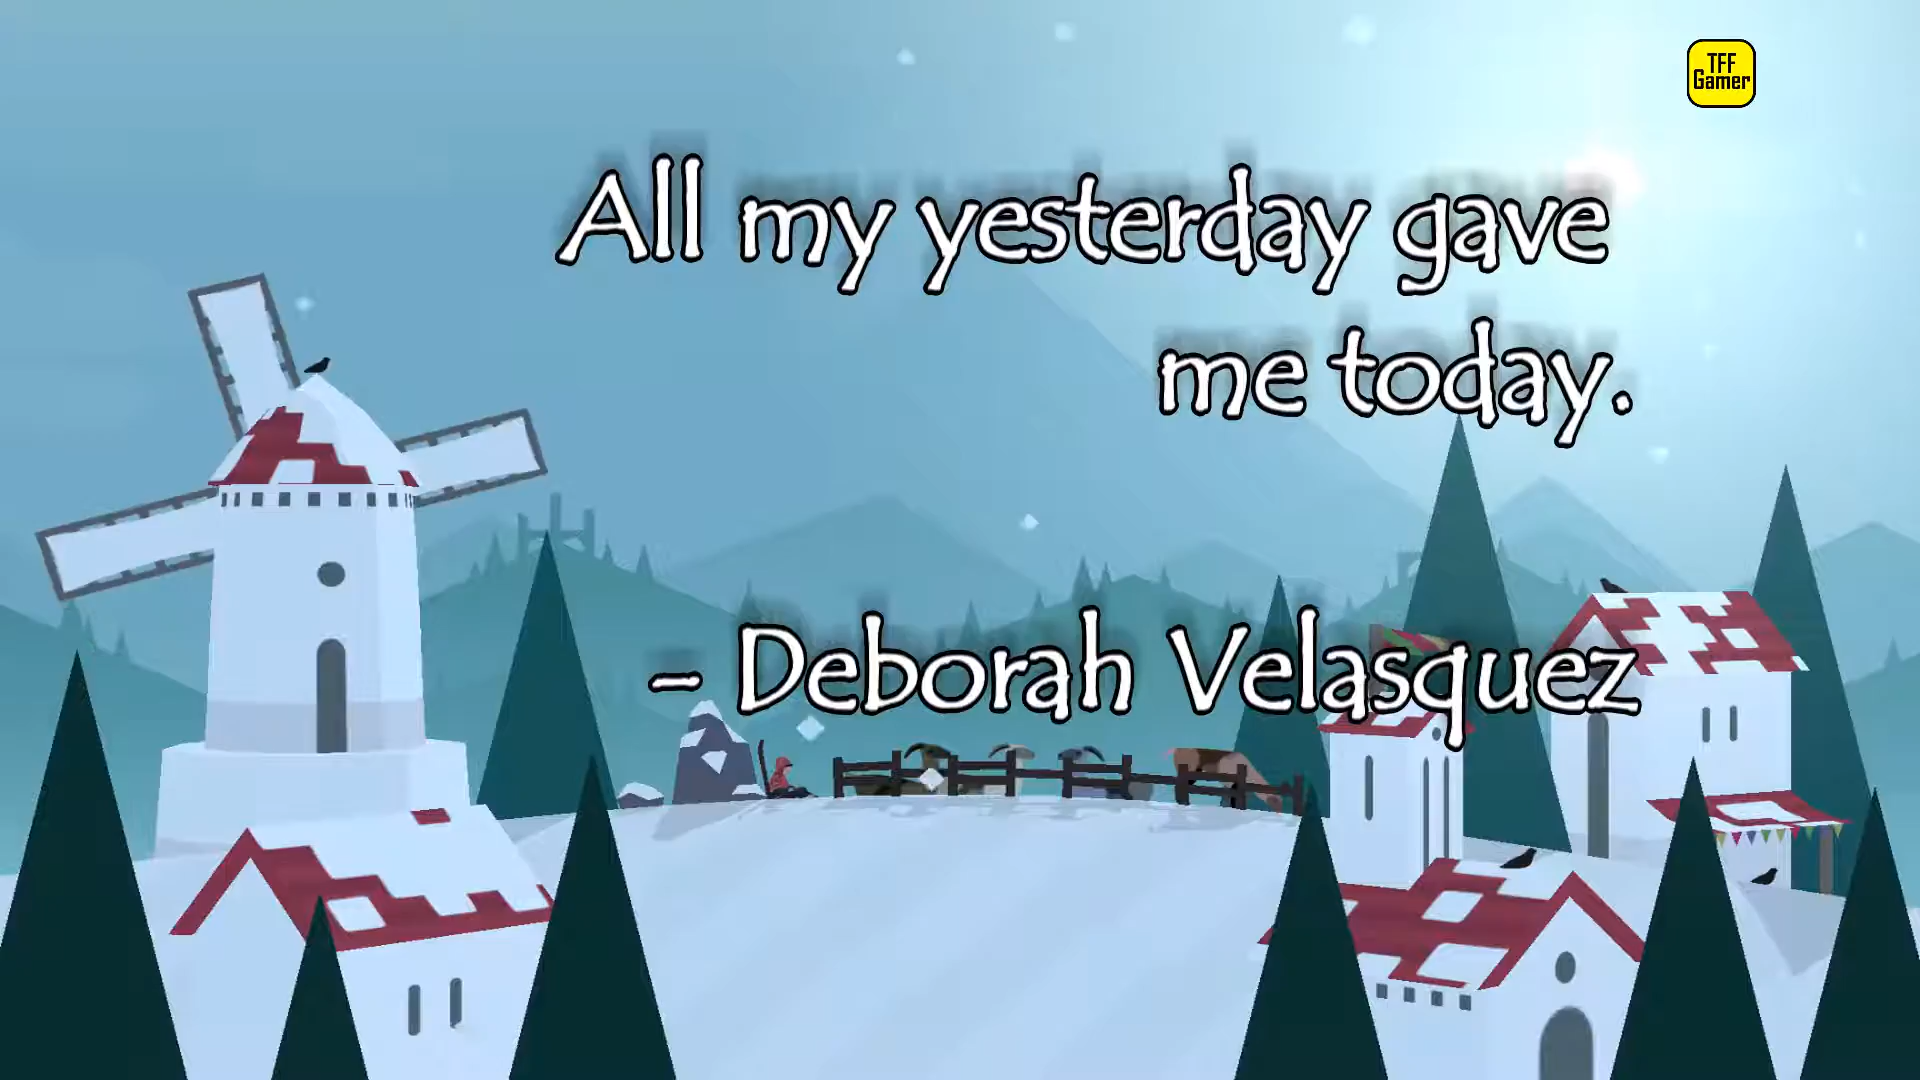 TFF
Gamer
All my yesterday gave
me today.
- Deborah Velasquez